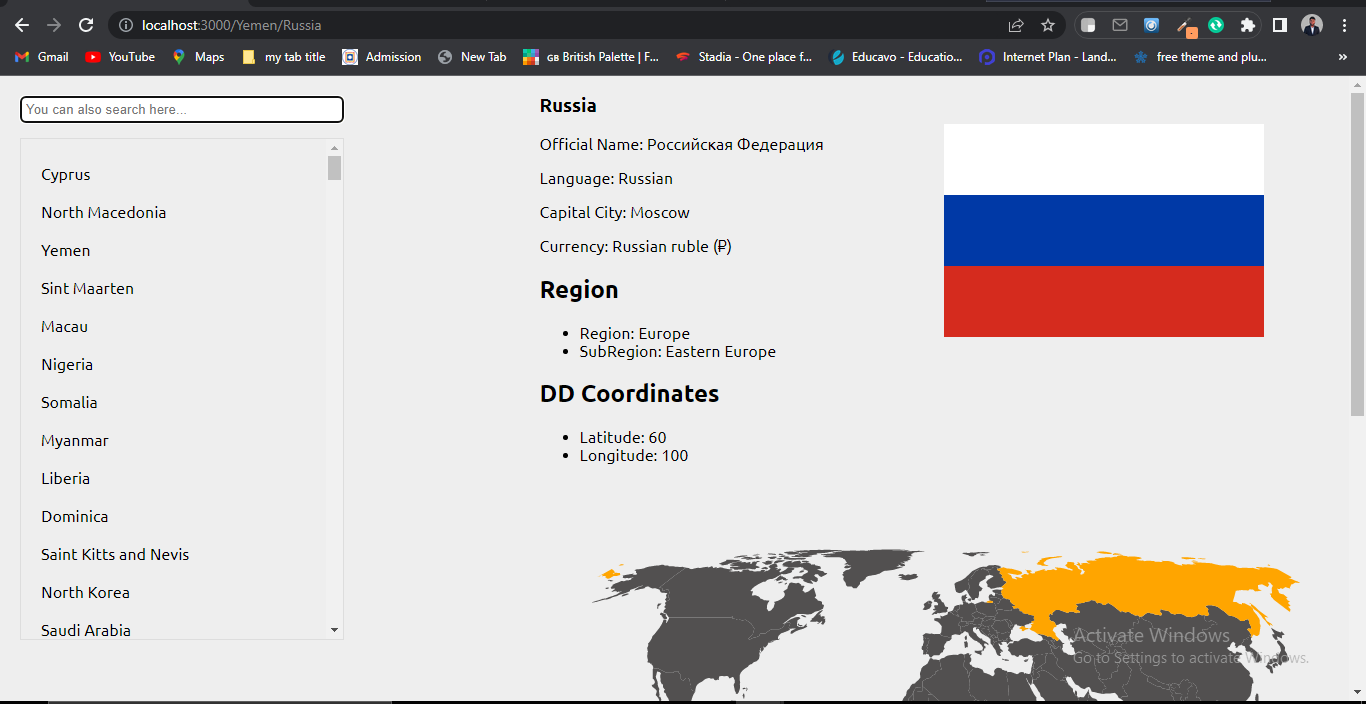 localhost:3000/Yemen/Russia
Gmail
YouTube
Maps
my tab title
Admission
New Tab
GB British Palette | F...
Stadia - One place f...
Educavo - Educatio...
Internet Plan - Land...
free theme and plu...
»
You can also search here...
Cyprus
North Macedonia
Yemen
Sint Maarten
Macau
Nigeria
Somalia
Myanmar
Liberia
Dominica
Saint Kitts and Nevis
North Korea
Saudi Arabia
Russia
Official Name: Российская Федерация
Language: Russian
Capital City: Moscow
Currency: Russian ruble (₽)
Region
• Region: Europe
• SubRegion: Eastern Europe
DD Coordinates
• Latitude: 60
• Longitude: 100
Activate Windows
Go to Settings to activate Windows.